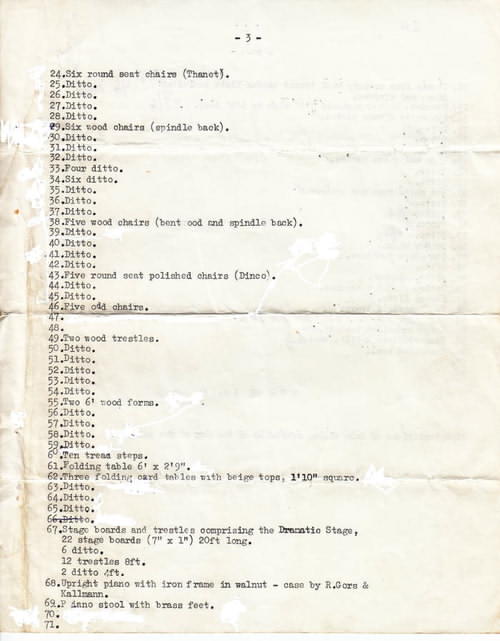 - 3 -
24.Six round seat chairs (Thanet).
25.Ditto.
26.Ditto.
27.Ditto.
28.Ditto.
29.Six wood chairs (spindle back).
30.Ditto.
31.Ditto.
32.Ditto.
33.Four ditto.
34.Six ditto.
35.Ditto.
36.Ditto.
37.Ditto.
38.Five wood chairs (bent ood and spindle back).
39.Ditto.
40.Ditto.
41.Ditto.
42.Ditto.
43.Five round seat polished chairs (Dinco).
44.Ditto.
45.Ditto.
46.Five odd chairs.
47.
48.
49.Two wood trestles.
50.Ditto.
51.Ditto.
52.Ditto.
53.Ditto.
54.Ditto.
55.Two 6' wood forms.
56.Ditto.
57.Ditto.
58.Ditto.
59.Ditto.
60.Ten tread steps.
61.Folding table 6' x 2'9".
62.Three folding card tables with beige tops, 1'10" square.
63.Ditto.
64.Ditto.
65.Ditto.
66.Ditto.
67.Stage boards and trestles comprising the Dramatic Stage,
22 stage boards (7" x 1") 20ft long.
6 ditto.
12 trestles 8ft.
2 ditto 4ft.
68.Upright piano with iron frame in walnut - case by R.Gors &
Kallmann.
69.Piano stool with brass feet.
70.
71.